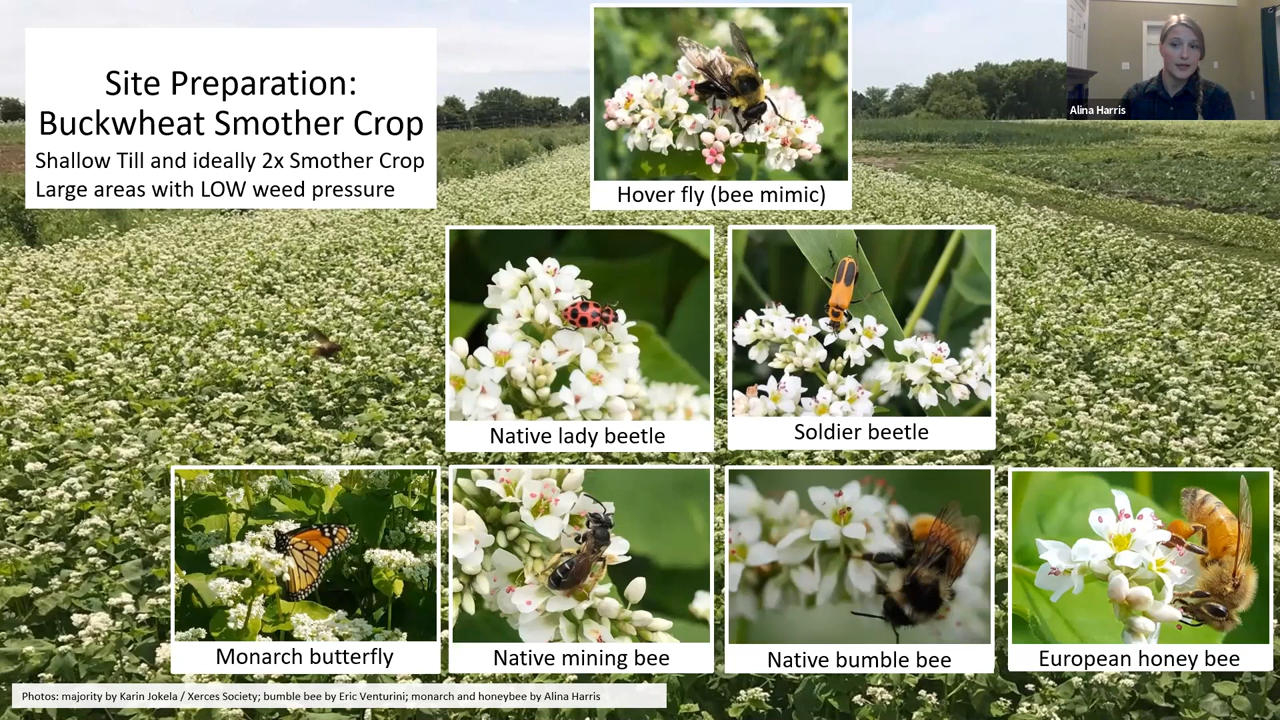 Site Preparation:
Buckwheat Smother Crop
Shallow Till and ideally 2x Smother Crop
Large areas with LOW weed pressure
Hover fly (bee mimic)
Alina Harris
Native lady beetle
Soldier beetle
Monarch butterfly
Native mining bee
Native bumble bee
European honey bee
Photos: majority by Karin Jokela / Xerces Society; bumble bee by Eric Venturini; monarch and honeybee by Alina Harris